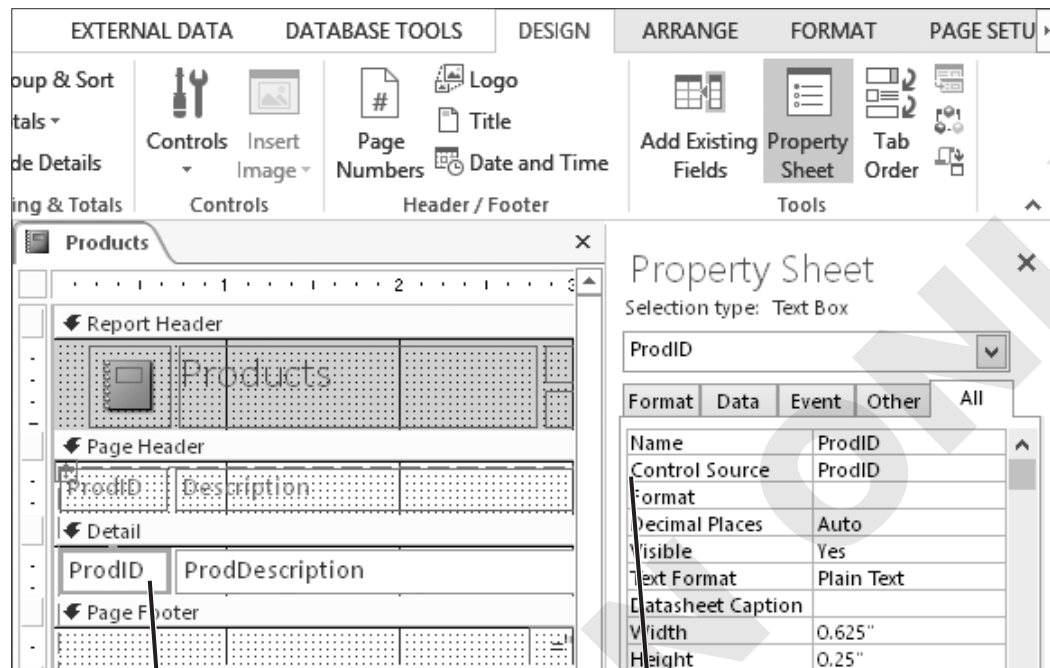 EXTERNAL DATA DATABASE TOOLS DESIGN ARRANGE FORMAT PAGE SETU
oup & Sort
tals
de Details
ing & Totals
Controls
Insert Image
Controls
#
Page Numbers
Logo
Title
Date and Time
Header / Footer
Add Existing Fields
Property Sheet
Tab Order
Tools
Products
1 2 3
Report Header
Products
Page Header
ProdID Description
Detail
ProdID ProdDescription
Page Footer
Property Sheet
Selection type: Text Box
ProdID
Format Data Event Other All
Name ProdID
Control Source ProdID
Format
Decimal Places Auto
Visible Yes
Text Format Plain Text
Datasheet Caption
Width 0.625"
Height 0.25"